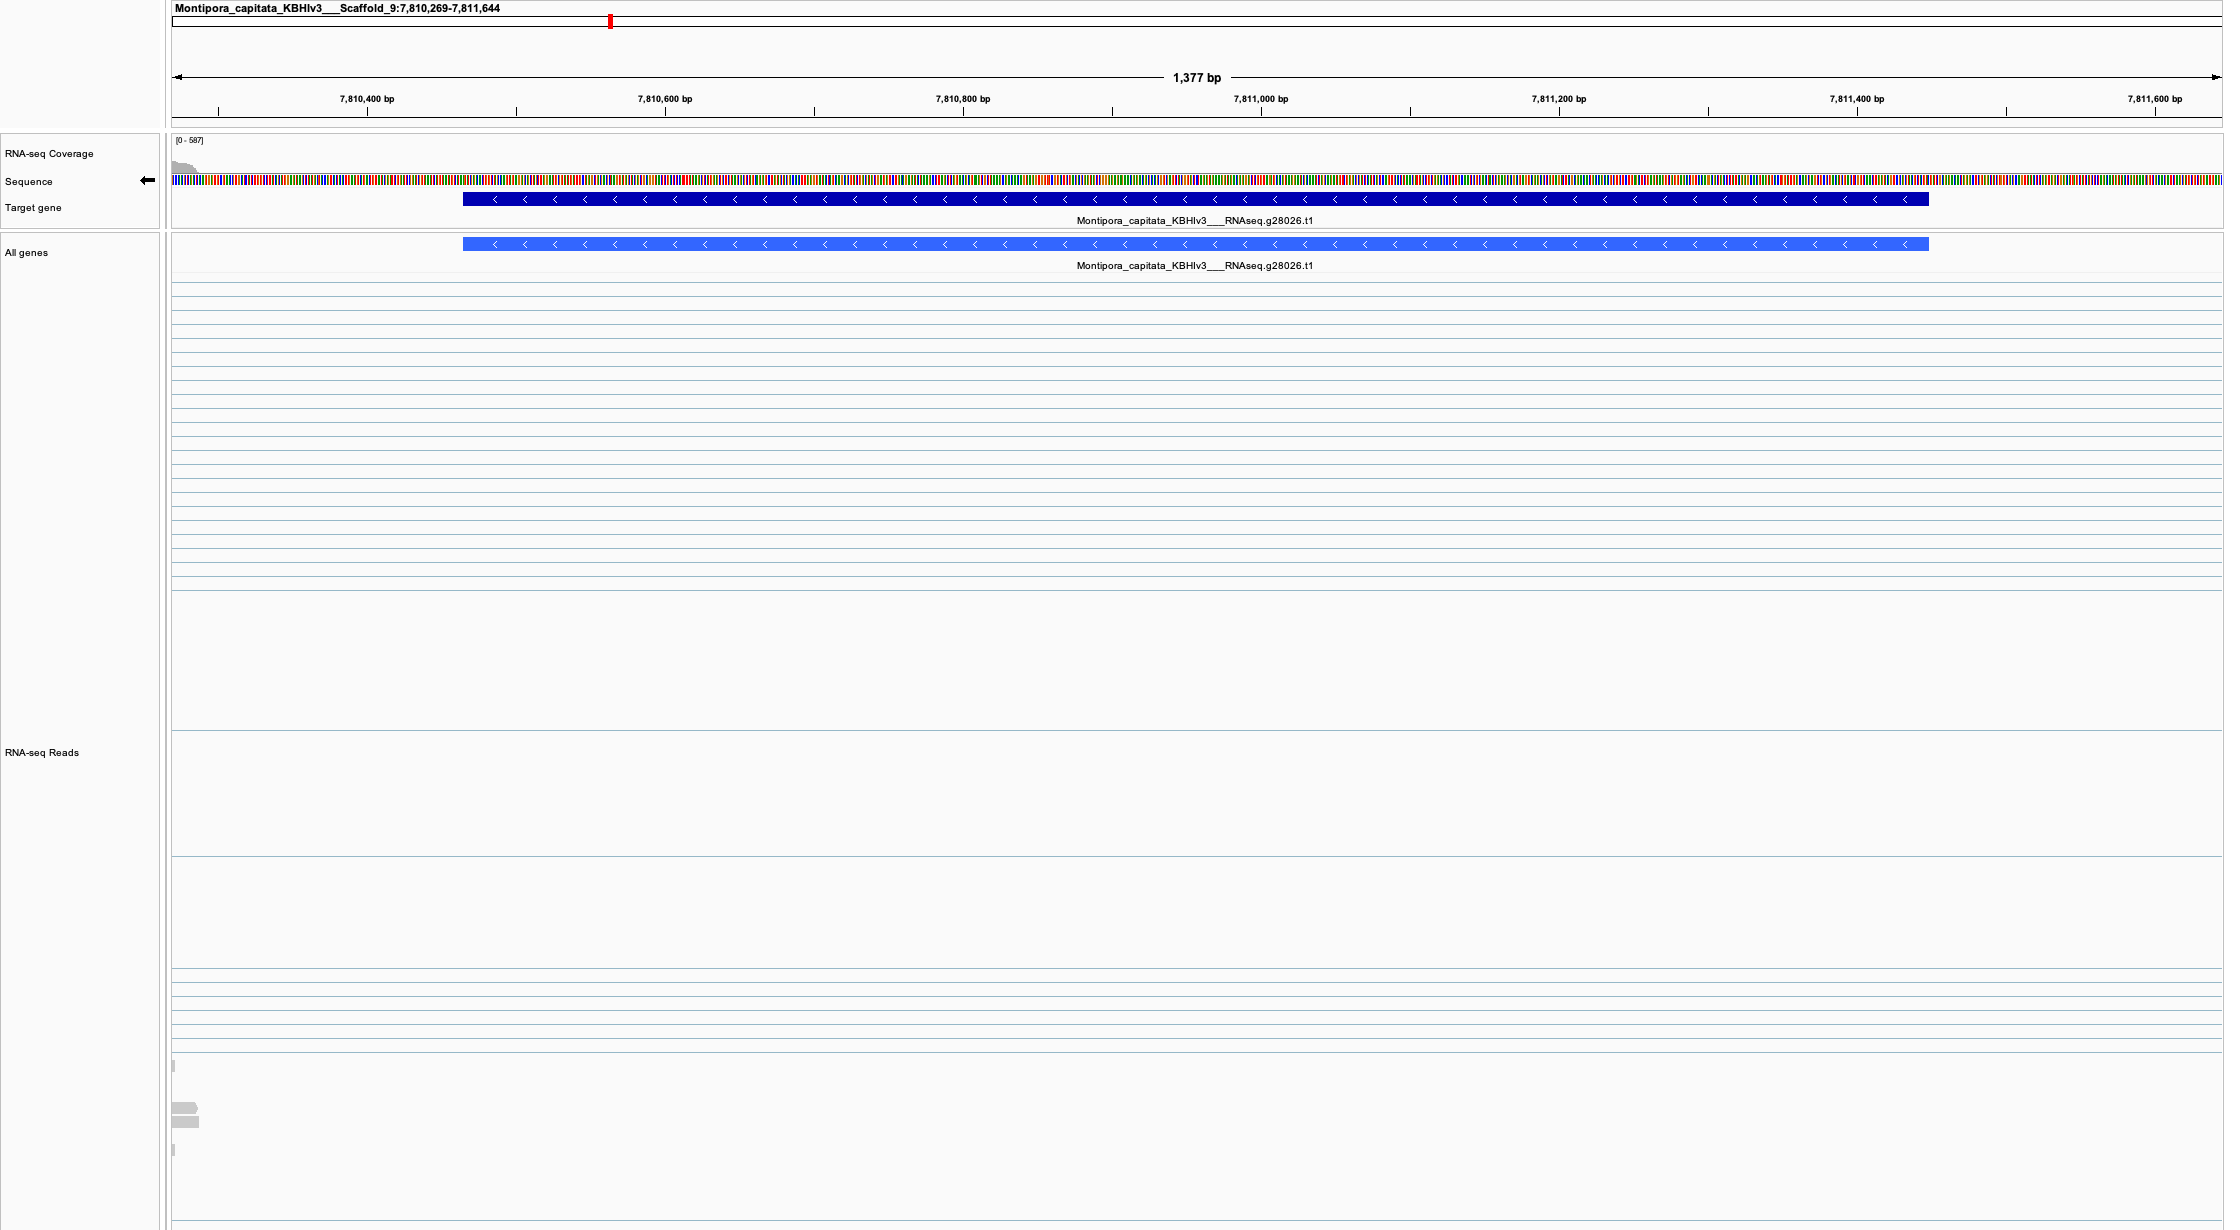 Montipora_capitata_KBHIv3___Scaffold_9:7,810,269-7,811,644
1,377 bp
7,810,400 bp 7,810,600 bp 7,810,800 bp 7,811,000 bp 7,811,200 bp 7,811,400 bp 7,811,600 bp
[0 - 587]
RNA-seq Coverage
Sequence
Target gene
Montipora_capitata_KBHIv3___RNAseq.g28026.t1
All genes
Montipora_capitata_KBHIv3___RNAseq.g28026.t1
RNA-seq Reads